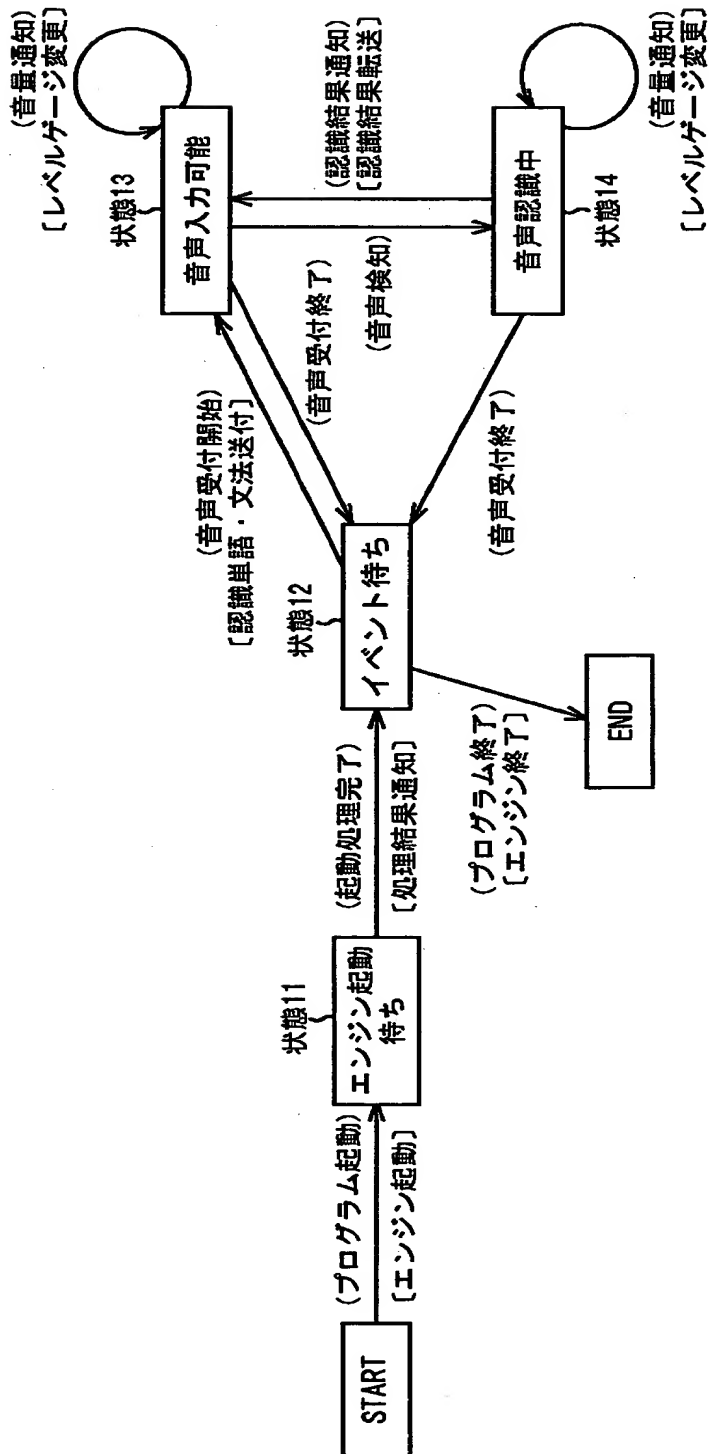 START
(プログラム起動)
[エンジン起動]
状態11
エンジン起動
待ち
(起動処理完了)
[処理結果通知]
状態12
イベント待ち
(プログラム終了)
[エンジン終了]
END
(音声受付開始)
[認識単語・文法送付]
(音声受付終了)
(音声受付終了)
状態13
音声入力可能
(音量通知)
[レベルゲージ変更]
(認識結果通知)
[認識結果転送]
(音声検知)
音声認識中
状態14
(音量通知)
[レベルゲージ変更]